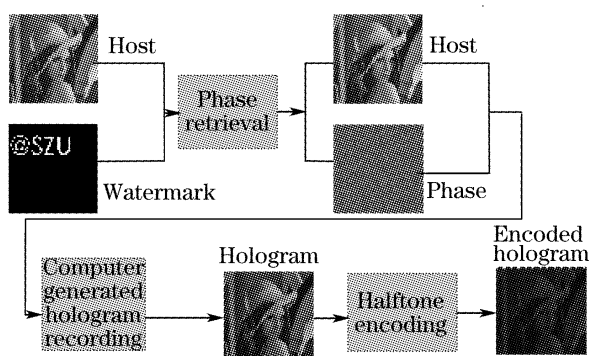 Host
Phase
retrieval
Host
@SZU
Watermark
Phase
Computer
generated
hologram
recording
Hologram
Halftone
encoding
Encoded
hologram